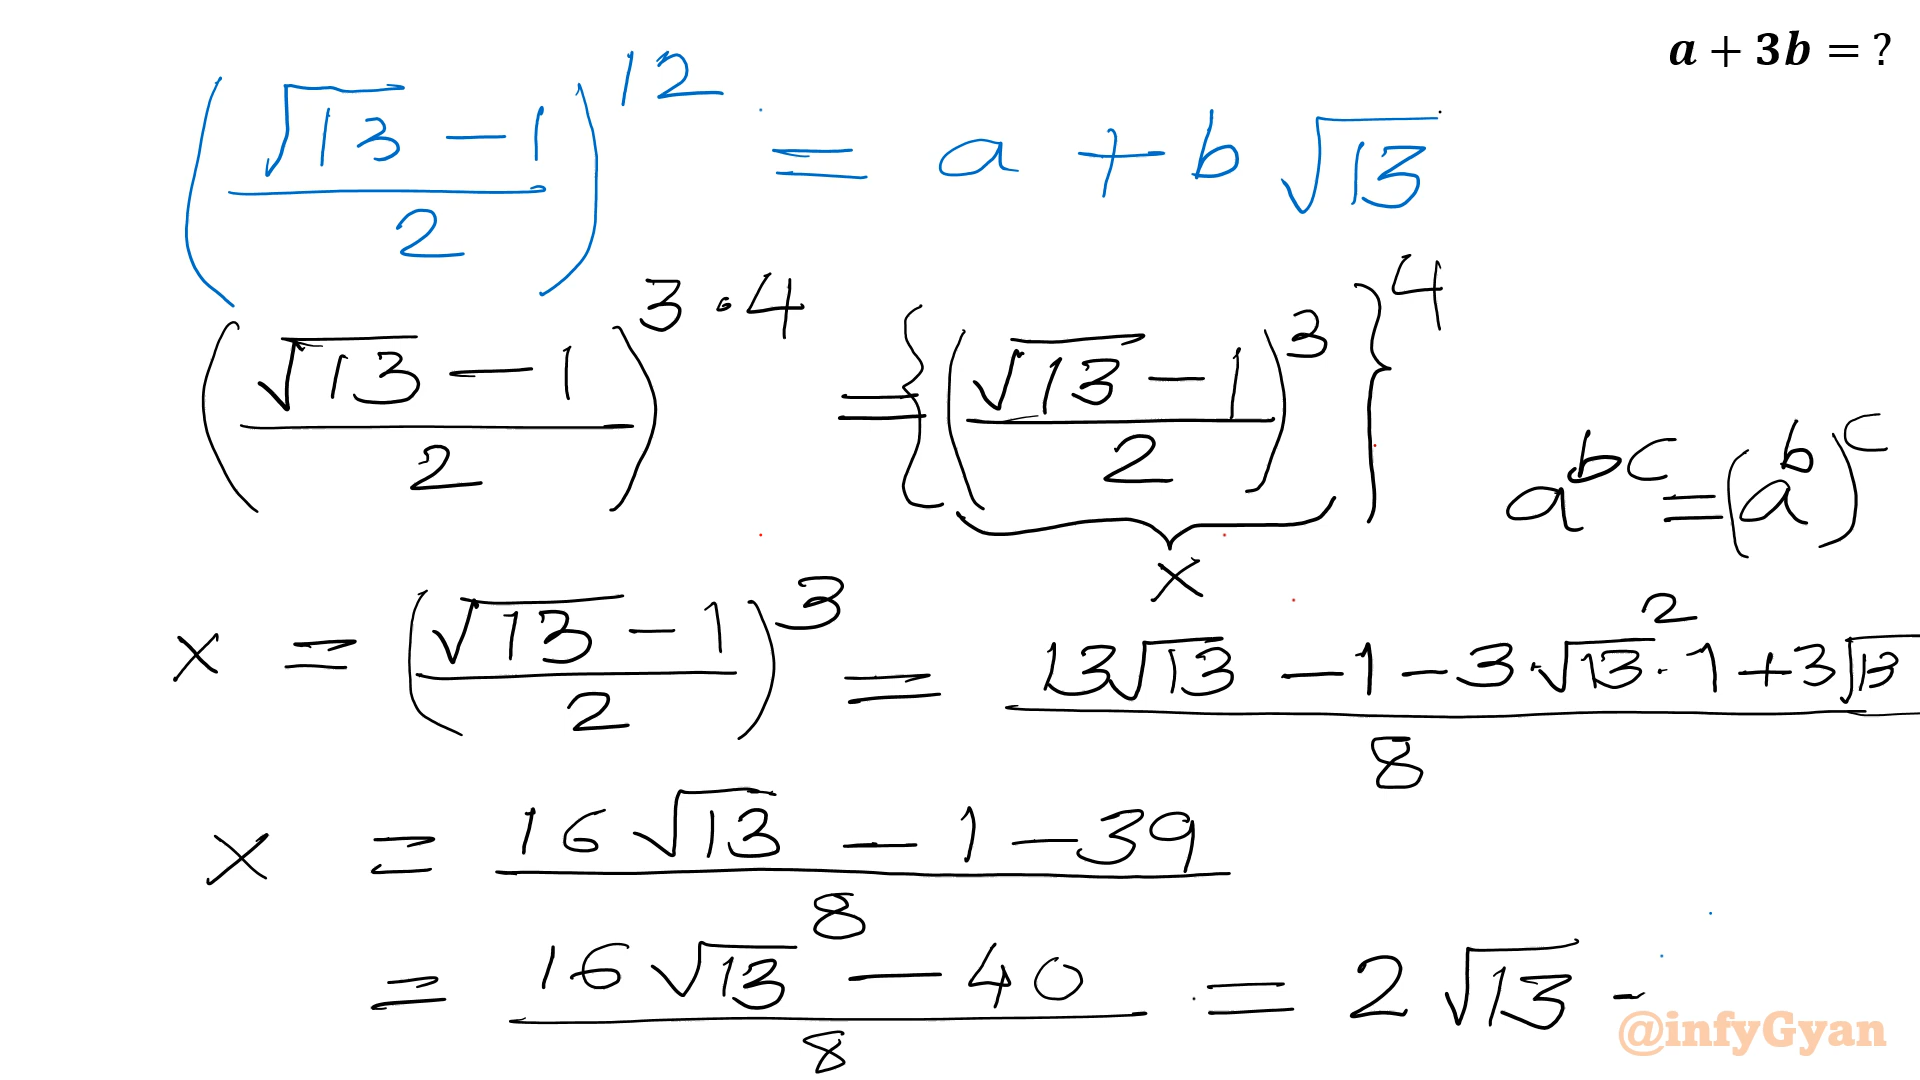 a + 3b = ?
((√13 − 1)/2)^12 = a + b√13
((√13 − 1)/2)^(3·4) = {((√13 − 1)/2)^3}^4
x
a^(bc) = (a^b)^c
x = ((√13 − 1)/2)^3 = (13√13 − 1 − 3·√13^2·1 + 3√13)/8
x = (16√13 − 1 − 39)/8
= (16√13 − 40)/8 = 2√13 −
@infyGyan